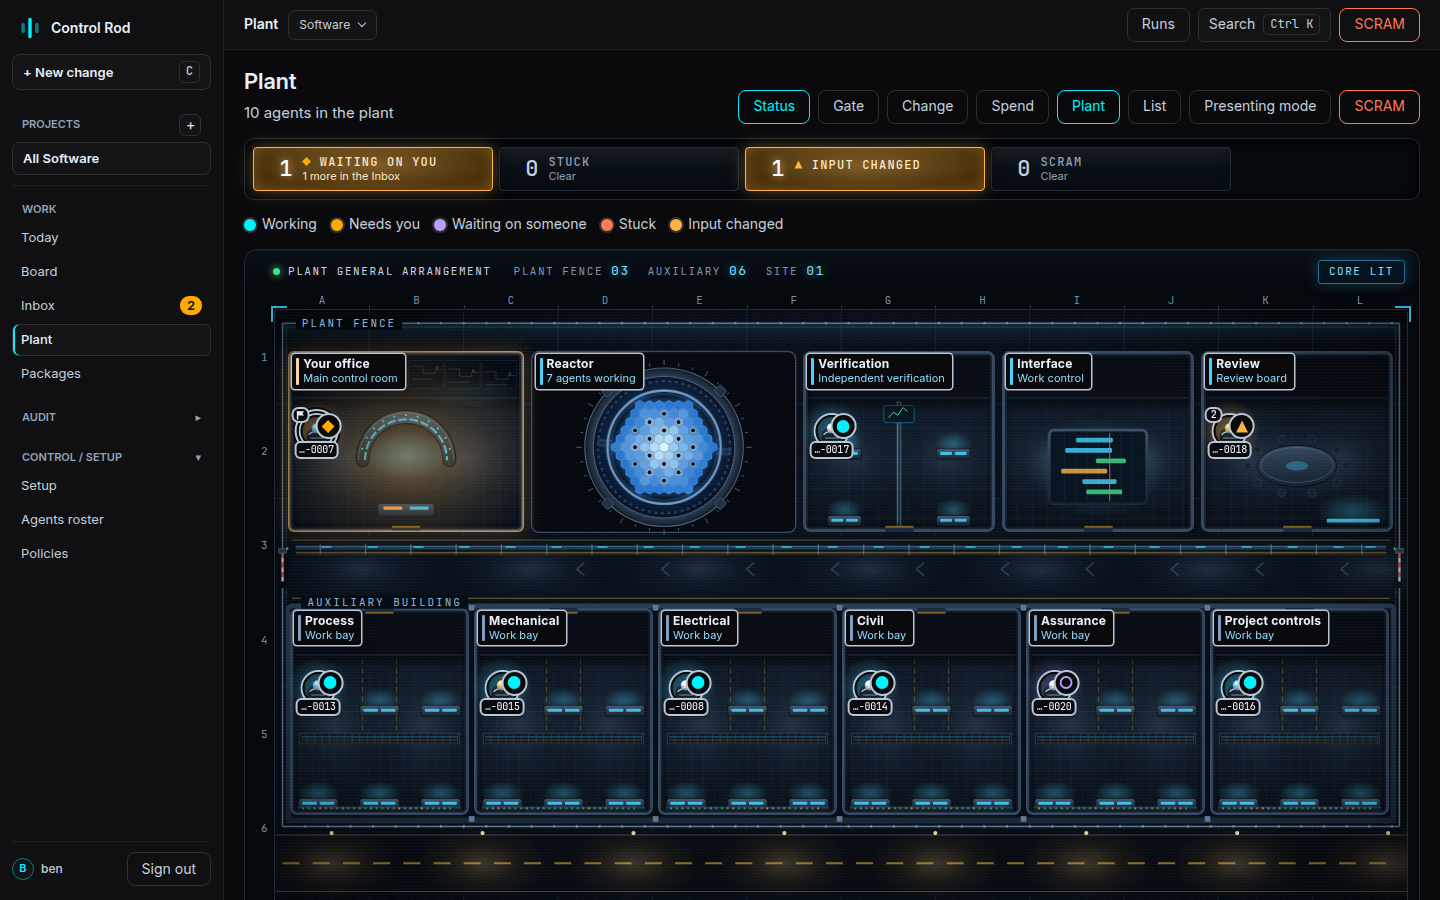 Control Rod
Plant
Software
Runs
Search Ctrl K
SCRAM
+ New change C
PROJECTS +
All Software
WORK
Today
Board
Inbox 2
Plant
Packages
AUDIT
CONTROL / SETUP
Setup
Agents roster
Policies
B ben
Sign out
Plant
10 agents in the plant
Status
Gate
Change
Spend
Plant
List
Presenting mode
SCRAM
1 WAITING ON YOU
1 more in the Inbox
0 STUCK
Clear
1 INPUT CHANGED
0 SCRAM
Clear
Working
Needs you
Waiting on someone
Stuck
Input changed
PLANT GENERAL ARRANGEMENT PLANT FENCE 03 AUXILIARY 06 SITE 01
CORE LIT
A B C D E F G H I J K L
PLANT FENCE
1
2
3
4
5
6
Your office
Main control room
…-0007
Reactor
7 agents working
Verification
Independent verification
…-0017
Interface
Work control
Review
Review board
2
…-0018
AUXILIARY BUILDING
Process
Work bay
…-0013
Mechanical
Work bay
…-0015
Electrical
Work bay
…-0008
Civil
Work bay
…-0014
Assurance
Work bay
…-0020
Project controls
Work bay
…-0016